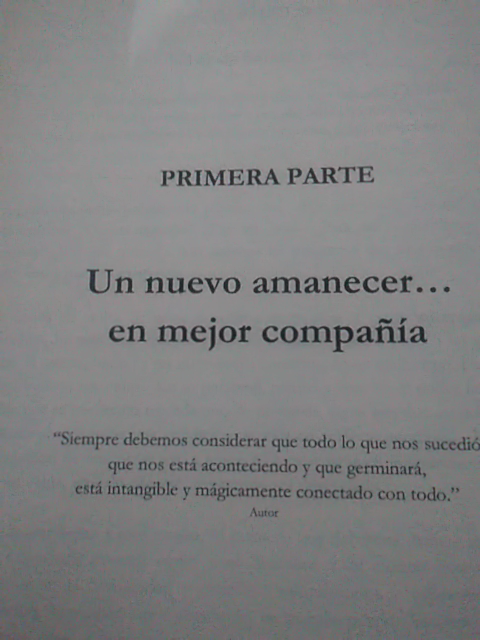 PRIMERA PARTE
Un nuevo amanecer...
en mejor compañía
“Siempre debemos considerar que todo lo que nos sucedió
que nos está aconteciendo y que germinará,
está intangible y mágicamente conectado con todo.”
Autor